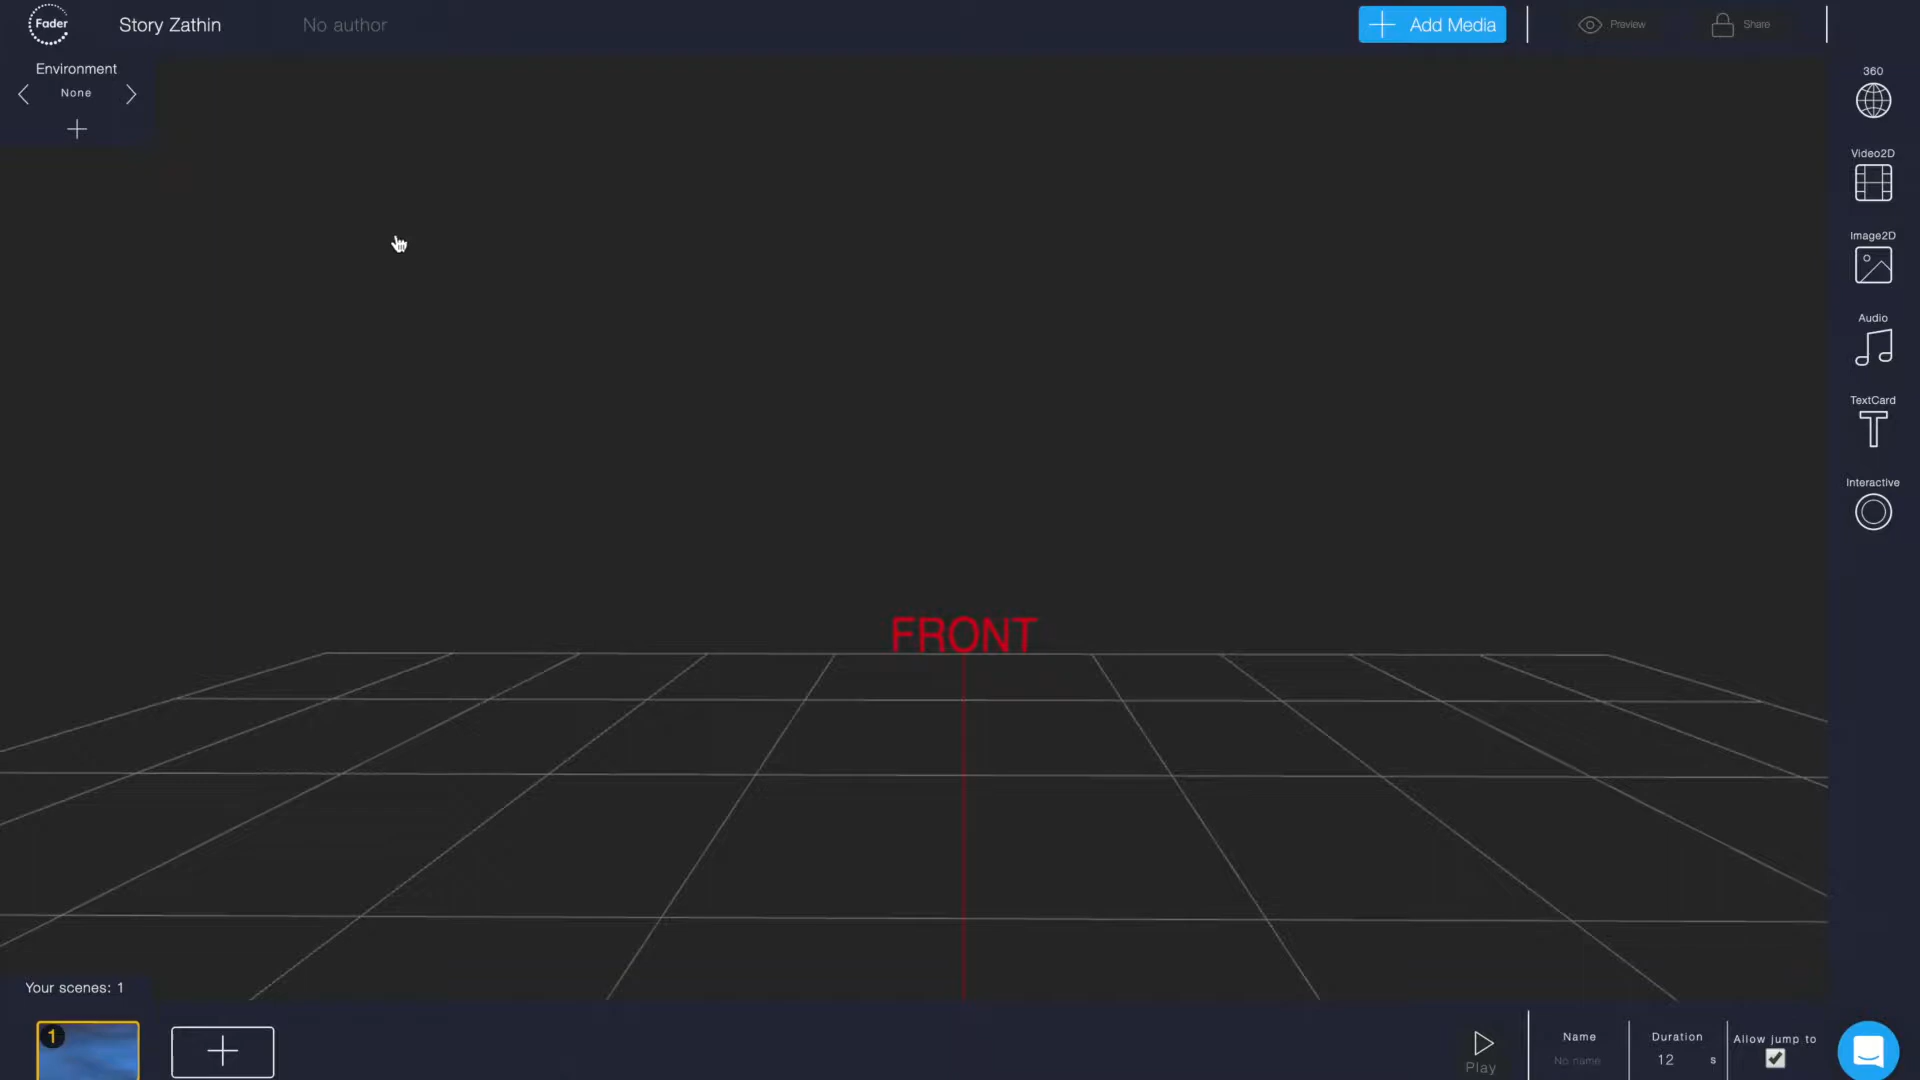 Fader
Story Zathin
No author
Add Media
Preview
Share
Environment
None
360
Video2D
Image2D
Audio
TextCard
Interactive
FRONT
Your scenes: 1
1
Play
Name
No name
Duration
12 s
Allow jump to